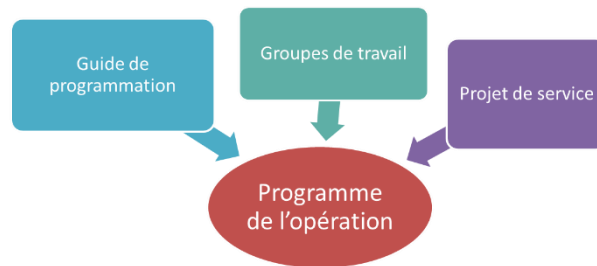 Guide de
programmation
Groupes de travail
Projet de service
Programme
de l’opération